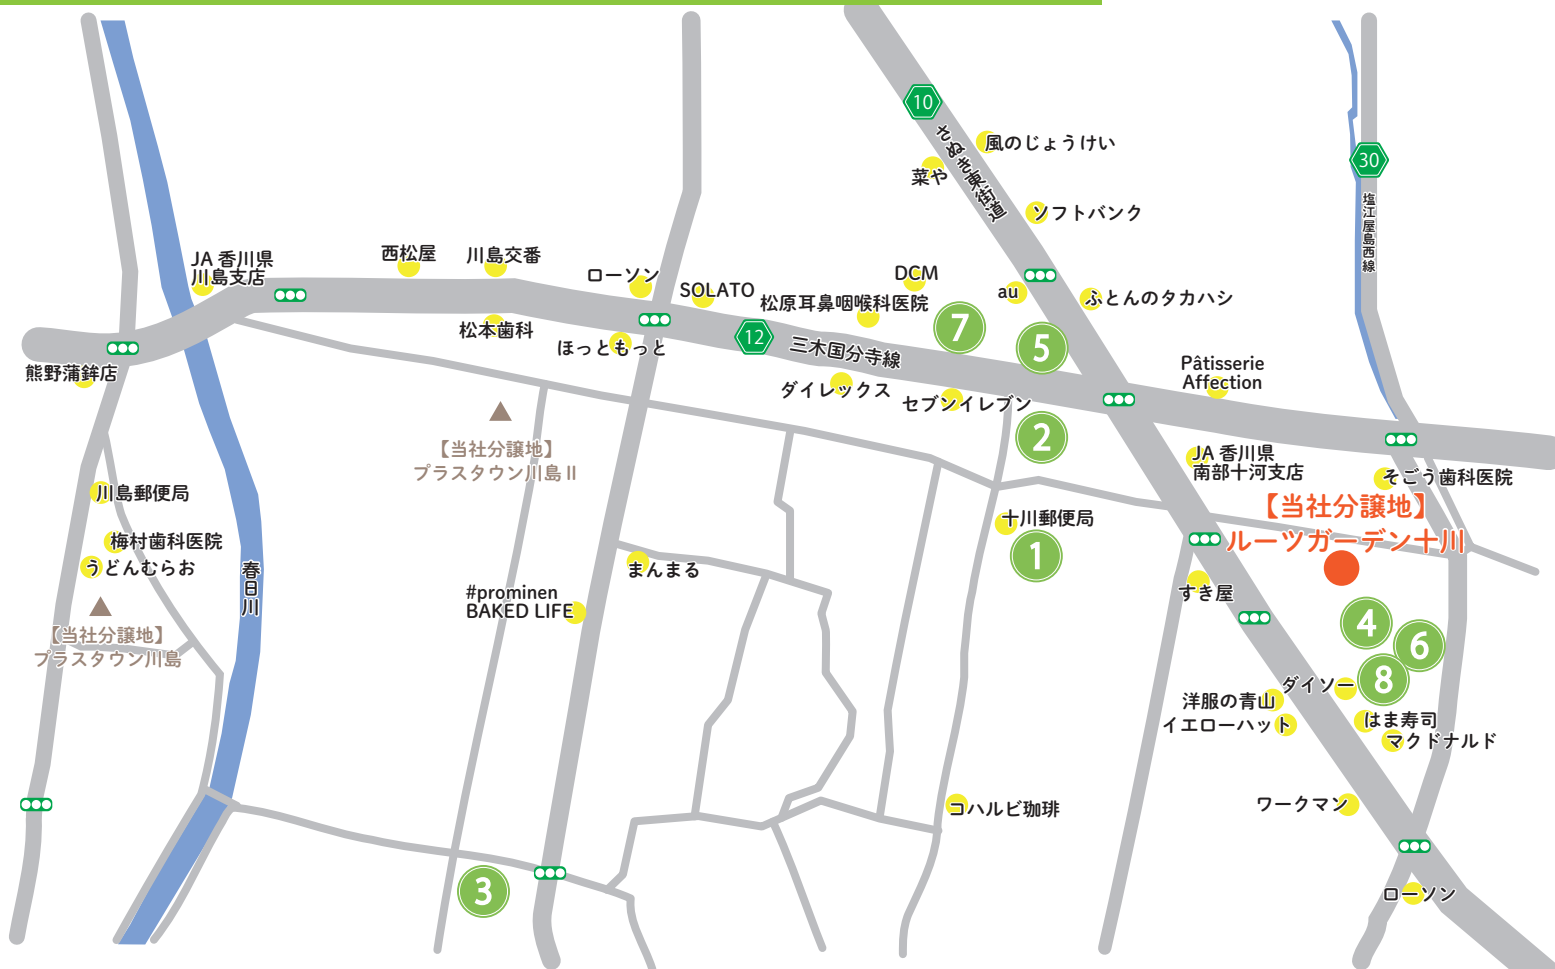 10
さぬき東街道
風のじょうけい
菜や
30
塩江屋島西線
ソフトバンク
JA 香川県
川島支店
西松屋
川島交番
ローソン
SOLATO
DCM
au
ふとんのタカハシ
松原耳鼻咽喉科医院
7
5
松本歯科
ほっともっと
12
三木国分寺線
熊野蒲鉾店
ダイレックス
セブンイレブン
Pâtisserie
Affection
2
【当社分譲地】
プラスタウン川島Ⅱ
JA 香川県
南部十河支店
そごう歯科医院
川島郵便局
梅村歯科医院
うどんむらお
【当社分譲地】
プラスタウン川島
春日川
十川郵便局
1
【当社分譲地】
ルーツガーデン十川
まんまる
#prominen
BAKED LIFE
すき屋
4
6
8
ダイソー
洋服の青山
イエローハット
はま寿司
マクドナルド
コハルビ珈琲
ワークマン
3
ローソン